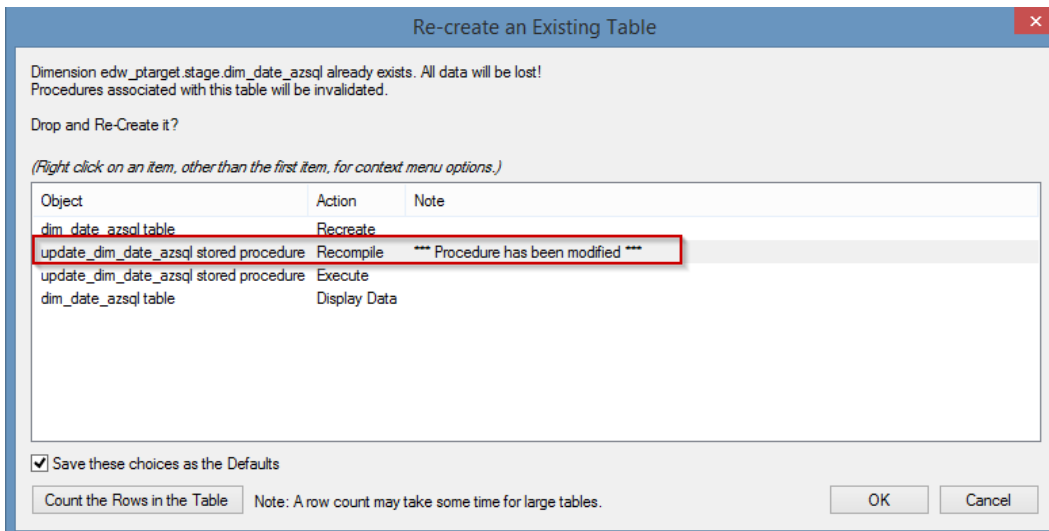 Re-create an Existing Table
Dimension edw_ptarget.stage.dim_date_azsql already exists. All data will be lost!
Procedures associated with this table will be invalidated.
Drop and Re-Create it?
(Right click on an item, other than the first item, for context menu options.)
Object Action Note
dim_date_azsql table Recreate
update_dim_date_azsql stored procedure Recompile *** Procedure has been modified ***
update_dim_date_azsql stored procedure Execute
dim_date_azsql table Display Data
Save these choices as the Defaults
Count the Rows in the Table Note: A row count may take some time for large tables. OK Cancel